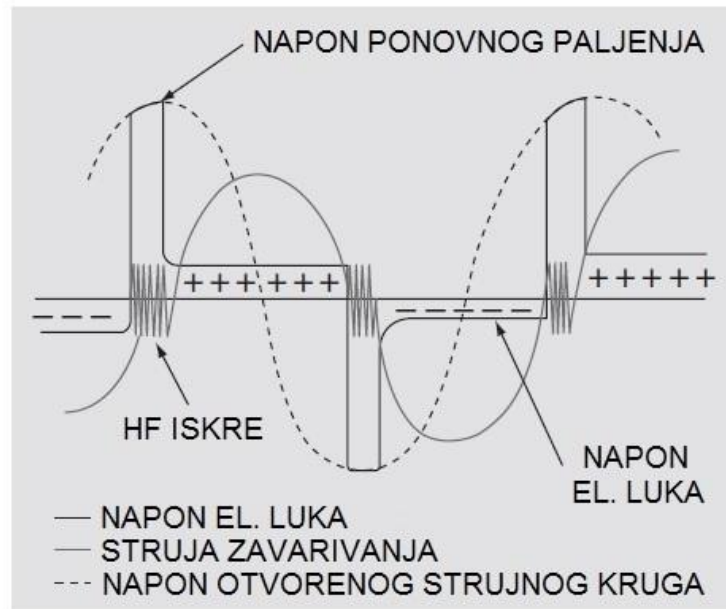 NAPON PONOVNOG PALJENJA
++++++
+++++
HF ISKRE
NAPON
EL. LUKA
NAPON EL. LUKA
STRUJA ZAVARIVANJA
NAPON OTVORENOG STRUJNOG KRUGA